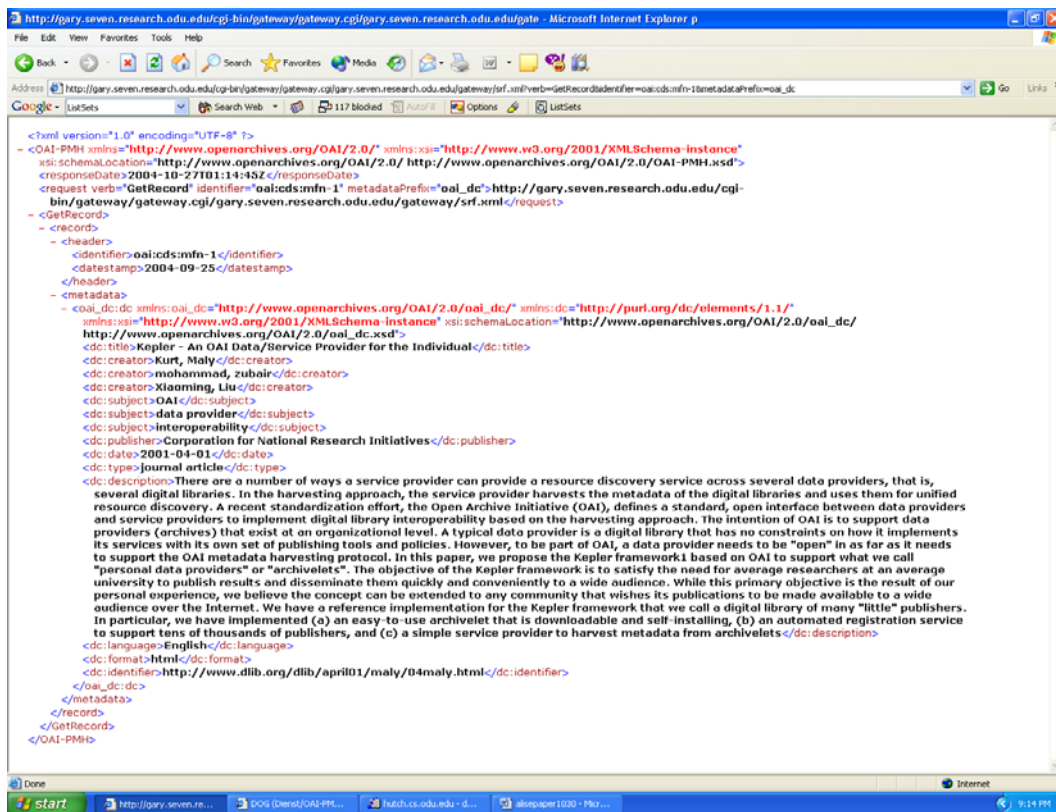 http://gary.seven.research.odu.edu/cgi-bin/gateway/gateway.cgi/gary.seven.research.odu.edu/gate - Microsoft Internet Explorer p
File Edit View Favorites Tools Help
Back Search Favorites Media
Address http://gary.seven.research.odu.edu/cgi-bin/gateway/gateway.cgi/gary.seven.research.odu.edu/gateway/srf.xml?verb=GetRecord&identifier=oai:cds:mfn-1&metadataPrefix=oai_dc Go Links
Google - ListSets Search Web 117 blocked AutoFill Options ListSets
<?xml version="1.0" encoding="UTF-8" ?>
- <OAI-PMH xmlns="http://www.openarchives.org/OAI/2.0/" xmlns:xsi="http://www.w3.org/2001/XMLSchema-instance"
xsi:schemaLocation="http://www.openarchives.org/OAI/2.0/ http://www.openarchives.org/OAI/2.0/OAI-PMH.xsd">
<responseDate>2004-10-27T01:14:45Z</responseDate>
<request verb="GetRecord" identifier="oai:cds:mfn-1" metadataPrefix="oai_dc">http://gary.seven.research.odu.edu/cgi-
bin/gateway/gateway.cgi/gary.seven.research.odu.edu/gateway/srf.xml</request>
- <GetRecord>
- <record>
- <header>
<identifier>oai:cds:mfn-1</identifier>
<datestamp>2004-09-25</datestamp>
</header>
- <metadata>
- <oai_dc:dc xmlns:oai_dc="http://www.openarchives.org/OAI/2.0/oai_dc/" xmlns:dc="http://purl.org/dc/elements/1.1/"
xmlns:xsi="http://www.w3.org/2001/XMLSchema-instance" xsi:schemaLocation="http://www.openarchives.org/OAI/2.0/oai_dc/
http://www.openarchives.org/OAI/2.0/oai_dc.xsd">
<dc:title>Kepler - An OAI Data/Service Provider for the Individual</dc:title>
<dc:creator>Kurt, Maly</dc:creator>
<dc:creator>mohammad, zubair</dc:creator>
<dc:creator>Xiaoming, Liu</dc:creator>
<dc:subject>OAI</dc:subject>
<dc:subject>data provider</dc:subject>
<dc:subject>interoperability</dc:subject>
<dc:publisher>Corporation for National Research Initiatives</dc:publisher>
<dc:date>2001-04-01</dc:date>
<dc:type>journal article</dc:type>
<dc:description>There are a number of ways a service provider can provide a resource discovery service across several data providers, that is,
several digital libraries. In the harvesting approach, the service provider harvests the metadata of the digital libraries and uses them for unified
resource discovery. A recent standardization effort, the Open Archive Initiative (OAI), defines a standard, open interface between data providers
and service providers to implement digital library interoperability based on the harvesting approach. The intention of OAI is to support data
providers (archives) that exist at an organizational level. A typical data provider is a digital library that has no constraints on how it implements
its services with its own set of publishing tools and policies. However, to be part of OAI, a data provider needs to be "open" in as far as it needs
to support the OAI metadata harvesting protocol. In this paper, we propose the Kepler framework1 based on OAI to support what we call
"personal data providers" or "archivelets". The objective of the Kepler framework is to satisfy the need for average researchers at an average
university to publish results and disseminate them quickly and conveniently to a wide audience. While this primary objective is the result of our
personal experience, we believe the concept can be extended to any community that wishes its publications to be made available to a wide
audience over the Internet. We have a reference implementation for the Kepler framework that we call a digital library of many "little" publishers.
In particular, we have implemented (a) an easy-to-use archivelet that is downloadable and self-installing, (b) an automated registration service
to support tens of thousands of publishers, and (c) a simple service provider to harvest metadata from archivelets</dc:description>
<dc:language>English</dc:language>
<dc:format>html</dc:format>
<dc:identifier>http://www.dlib.org/dlib/april01/maly/04maly.html</dc:identifier>
</oai_dc:dc>
</metadata>
</record>
</GetRecord>
</OAI-PMH>
Done Internet
start http://gary.seven.re... DOG (Dienst/OAI-PM... hutch.cs.odu.edu - d... alsepaper1030 - Micr... 9:14 PM